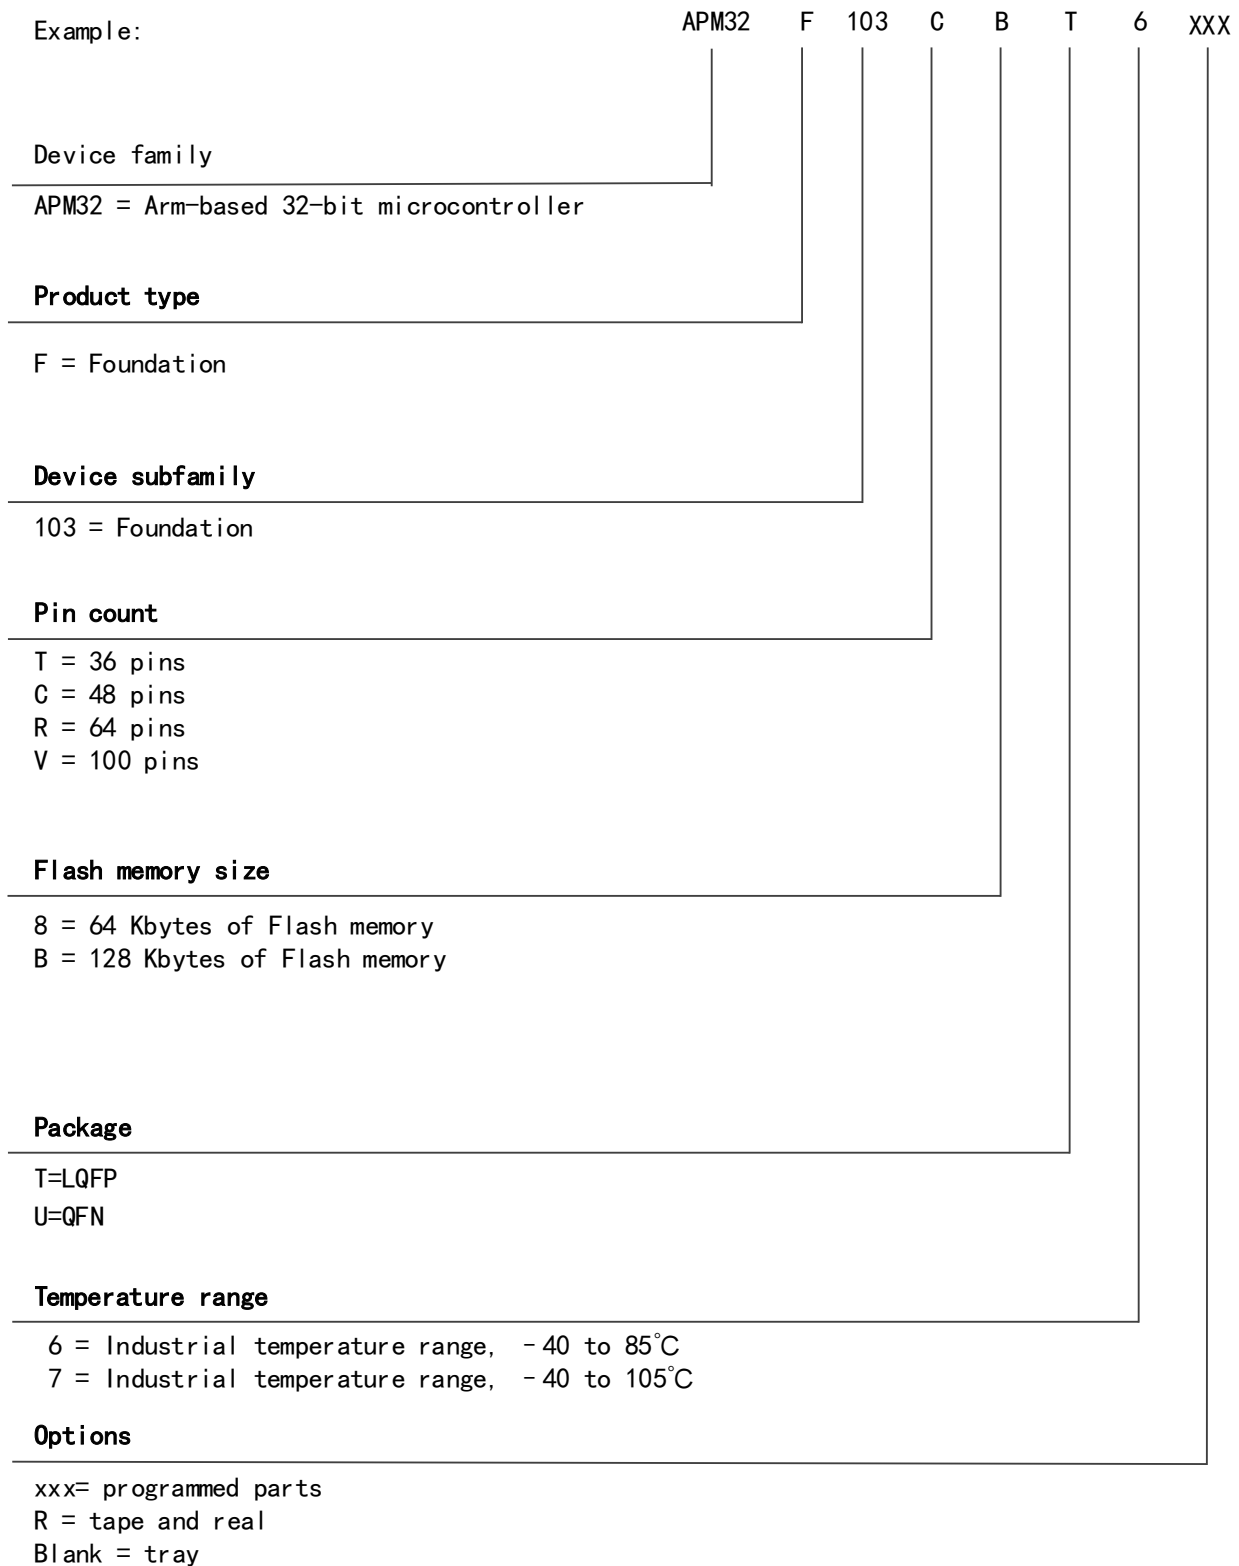 Example: APM32 F 103 C B T 6 XXX
Device family
APM32 = Arm-based 32-bit microcontroller
Product type
F = Foundation
Device subfamily
103 = Foundation
Pin count
T = 36 pins
C = 48 pins
R = 64 pins
V = 100 pins
Flash memory size
8 = 64 Kbytes of Flash memory
B = 128 Kbytes of Flash memory
Package
T=LQFP
U=QFN
Temperature range
6 = Industrial temperature range, –40 to 85℃
7 = Industrial temperature range, –40 to 105℃
Options
xxx= programmed parts
R = tape and real
Blank = tray